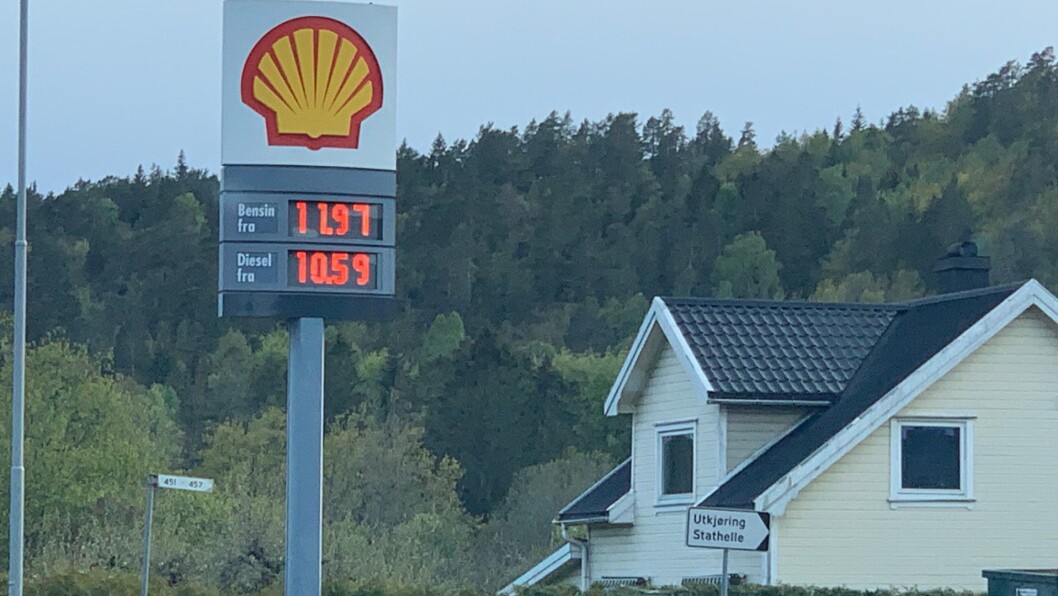 Bensin
fra
11.97
Diesel
fra
10.59
451 - 457
Utkjøring
Stathelle